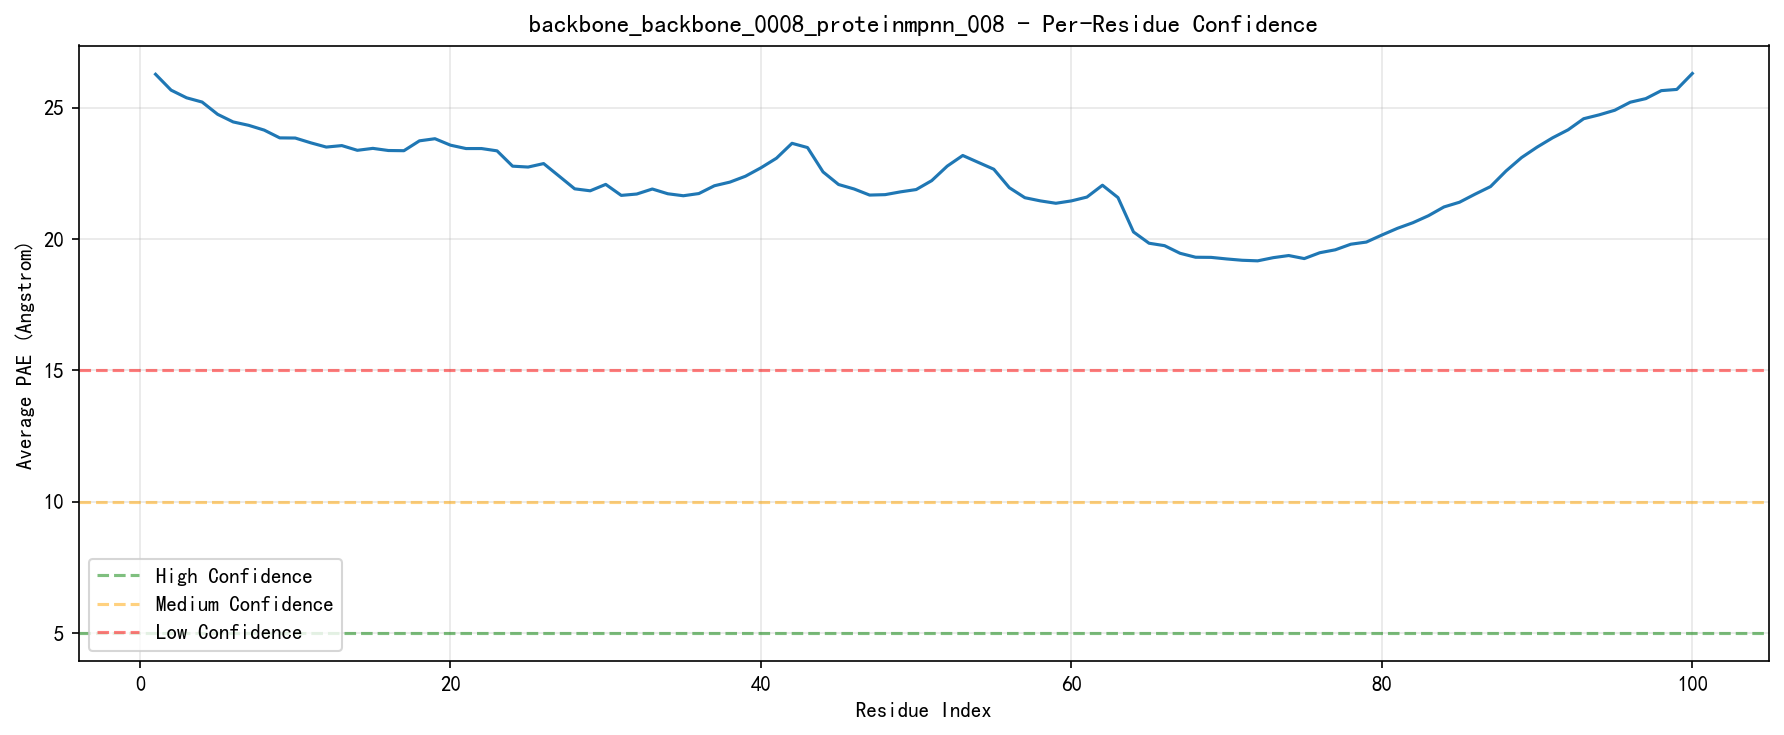 backbone_backbone_0008_proteinmpnn_008 - Per-Residue Confidence
Average PAE (Angstrom)
25
20
15
10
5
High Confidence
Medium Confidence
Low Confidence
0 20 40 60 80 100
Residue Index